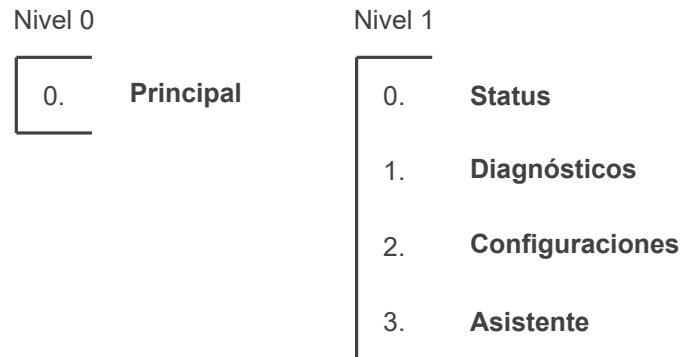 Nivel 0
0. Principal
Nivel 1
0. Status
1. Diagnósticos
2. Configuraciones
3. Asistente